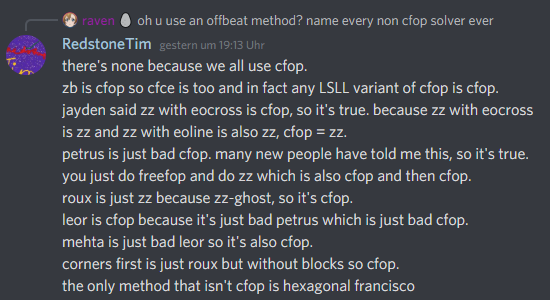 raven oh u use an offbeat method? name every non cfop solver ever
RedstoneTim gestern um 19:13 Uhr
there's none because we all use cfop.
zb is cfop so cfce is too and in fact any LSLL variant of cfop is cfop.
jayden said zz with eocross is cfop, so it's true. because zz with eocross
is zz and zz with eoline is also zz, cfop = zz.
petrus is just bad cfop. many new people have told me this, so it's true.
you just do freefop and do zz which is also cfop and then cfop.
roux is just zz because zz-ghost, so it's cfop.
leor is cfop because it's just bad petrus which is just bad cfop.
mehta is just bad leor so it's also cfop.
corners first is just roux but without blocks so cfop.
the only method that isn't cfop is hexagonal francisco